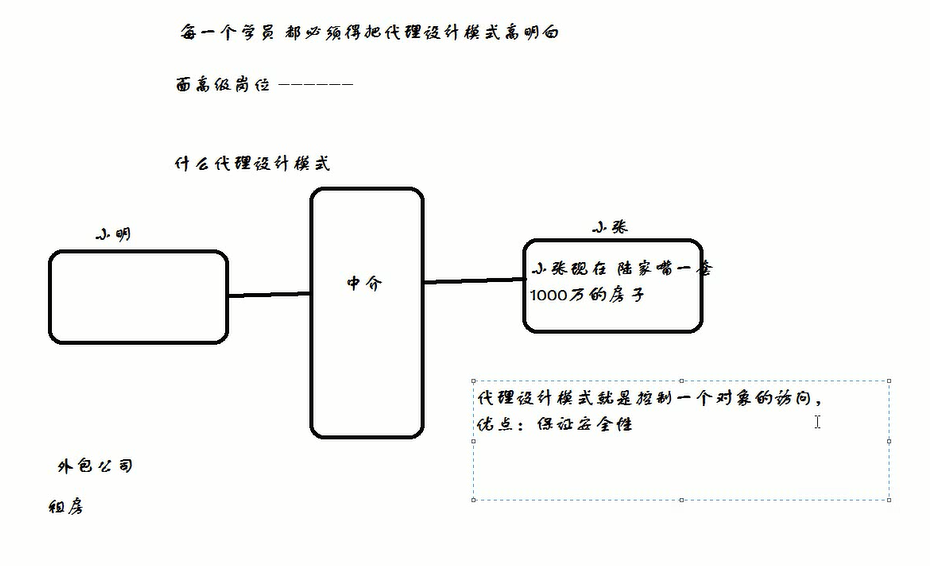 每一个学员 都必须得把代理设计模式高明白
面高级岗位 ——————
什么代理设计模式
小明
小张
中介
小张现在 陆家嘴一套
1000万的房子
代理设计模式就是控制一个对象的访问，
优点：保证安全性
外包公司
租房